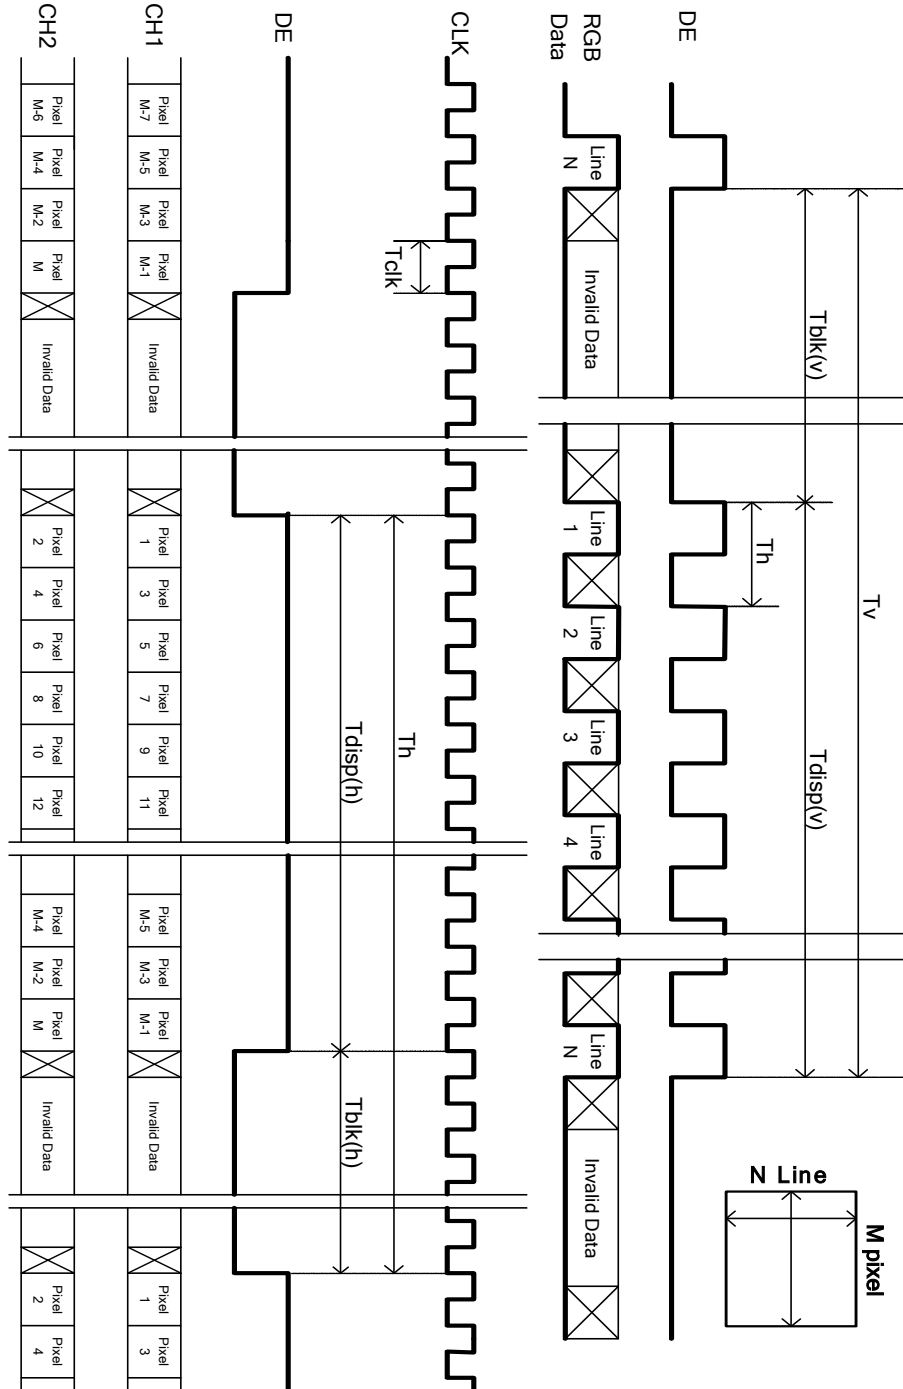 Tv
Tblk(v)
Tdisp(v)
Th
DE
RGB
Data
Line
N
Invalid Data
Line
1
Line
2
Line
3
Line
4
Line
N
Invalid Data
N Line
M pixel
Tclk
CLK
Th
Tdisp(h)
Tblk(h)
DE
CH1
Pixel
M-7
Pixel
M-5
Pixel
M-3
Pixel
M-1
Invalid Data
Pixel
1
Pixel
3
Pixel
5
Pixel
7
Pixel
9
Pixel
11
Pixel
M-5
Pixel
M-3
Pixel
M-1
Invalid Data
Pixel
1
Pixel
3
CH2
Pixel
M-6
Pixel
M-4
Pixel
M-2
Pixel
M
Invalid Data
Pixel
2
Pixel
4
Pixel
6
Pixel
8
Pixel
10
Pixel
12
Pixel
M-4
Pixel
M-2
Pixel
M
Invalid Data
Pixel
2
Pixel
4